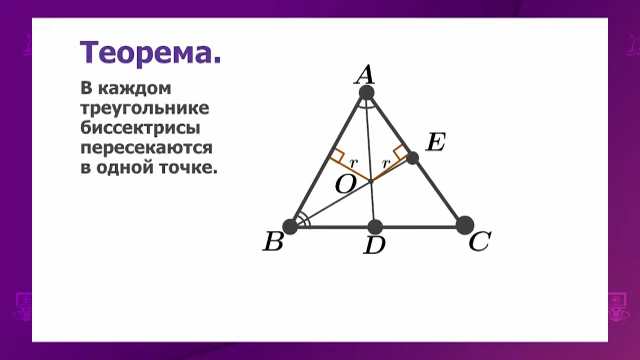 Теорема.
В каждом
треугольнике
биссектрисы
пересекаются
в одной точке.
A
E
r r
O
B D C